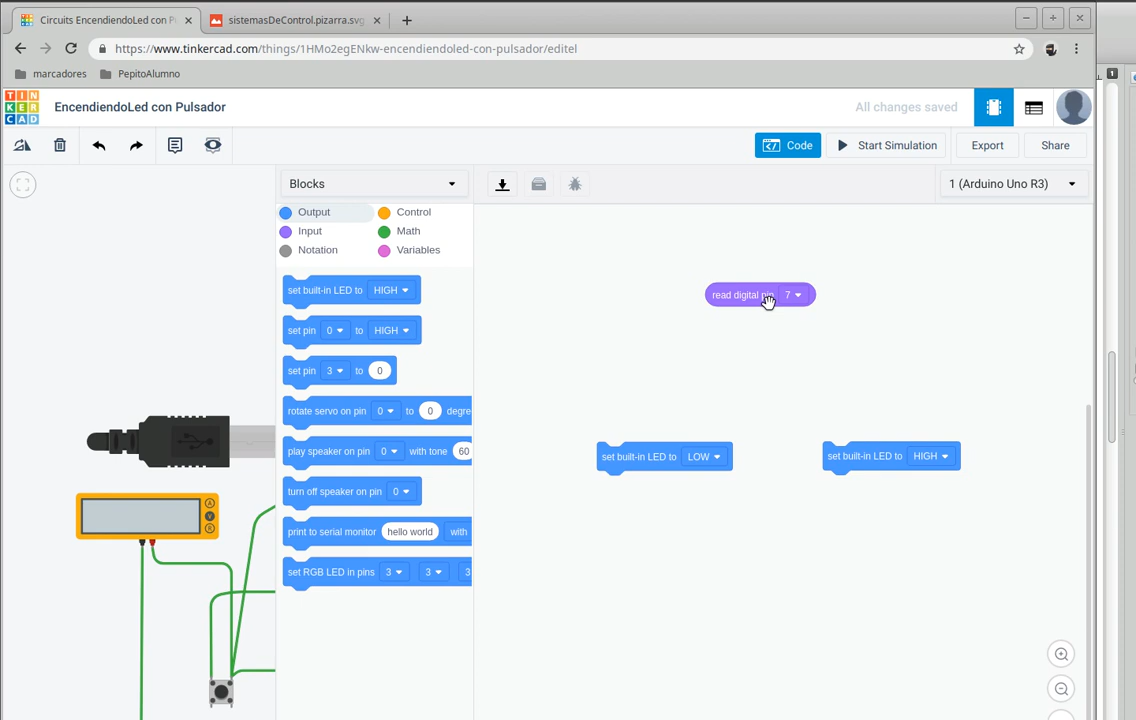 Circuits EncendiendoLed con P
sistemasDeControl.pizarra.svg
https://www.tinkercad.com/things/1HMo2egENkw-encendiendoled-con-pulsador/editel
marcadores
PepitoAlumno
1
TIN
KER
CAD
EncendiendoLed con Pulsador
All changes saved
Code
Start Simulation
Export
Share
Blocks
1 (Arduino Uno R3)
Output
Control
Input
Math
Notation
Variables
set built-in LED to HIGH
set pin 0 to HIGH
set pin 3 to 0
rotate servo on pin 0 to 0 degre
play speaker on pin 0 with tone 60
turn off speaker on pin 0
print to serial monitor hello world with
set RGB LED in pins 3 3 3
read digital pin 7
set built-in LED to LOW
set built-in LED to HIGH
A
V
R